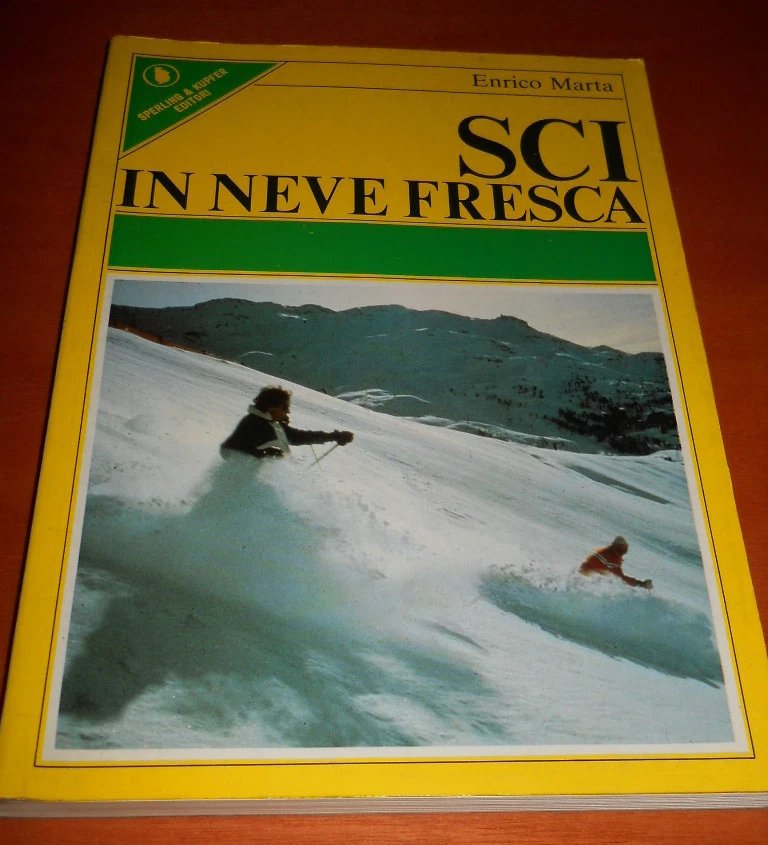 SPERLING & KUPFER
EDITORI
Enrico Marta
SCI
IN NEVE FRESCA